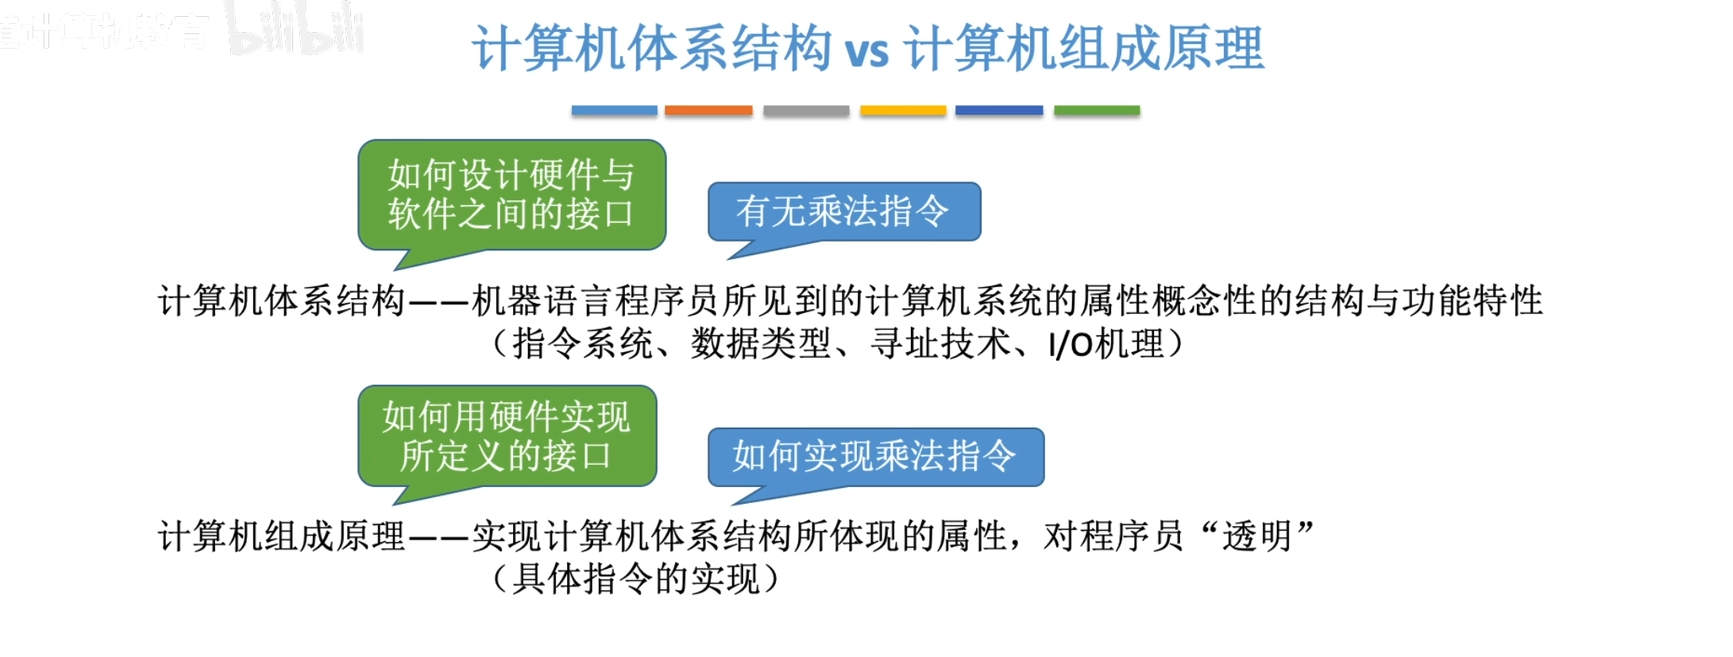 道计算机教育 bilibili
计算机体系结构 vs 计算机组成原理
如何设计硬件与
软件之间的接口
有无乘法指令
计算机体系结构——机器语言程序员所见到的计算机系统的属性概念性的结构与功能特性
（指令系统、数据类型、寻址技术、I/O机理）
如何用硬件实现
所定义的接口
如何实现乘法指令
计算机组成原理——实现计算机体系结构所体现的属性，对程序员“透明”
（具体指令的实现）